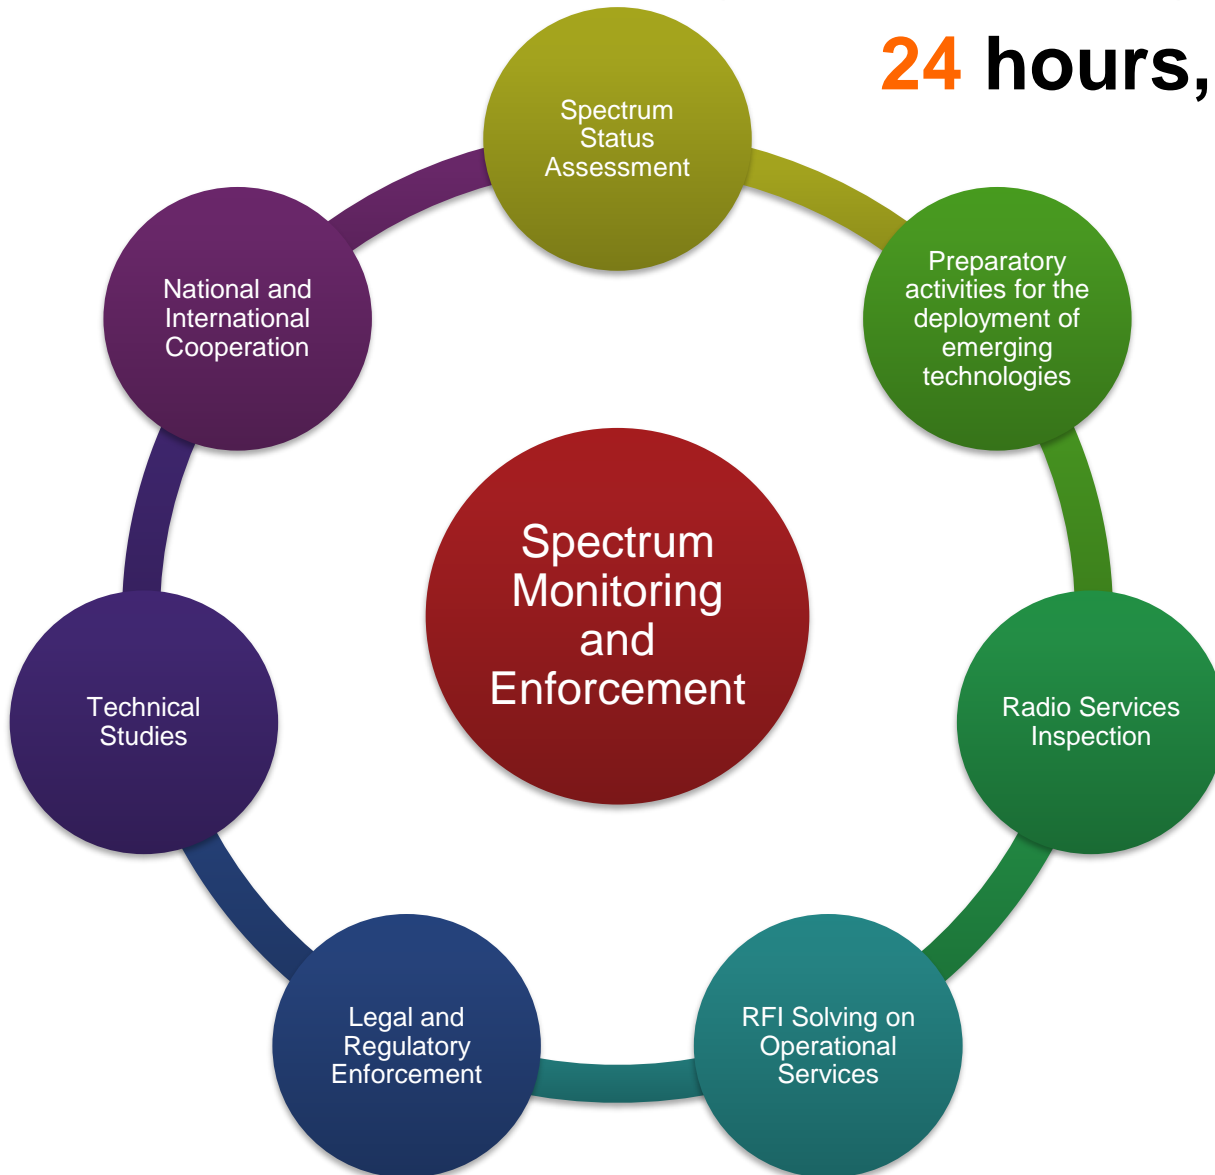 24 hours,
Spectrum
Status
Assessment
Preparatory
activities for the
deployment of
emerging
technologies
Radio Services
Inspection
RFI Solving on
Operational
Services
Legal and
Regulatory
Enforcement
Technical
Studies
National and
International
Cooperation
Spectrum
Monitoring
and
Enforcement